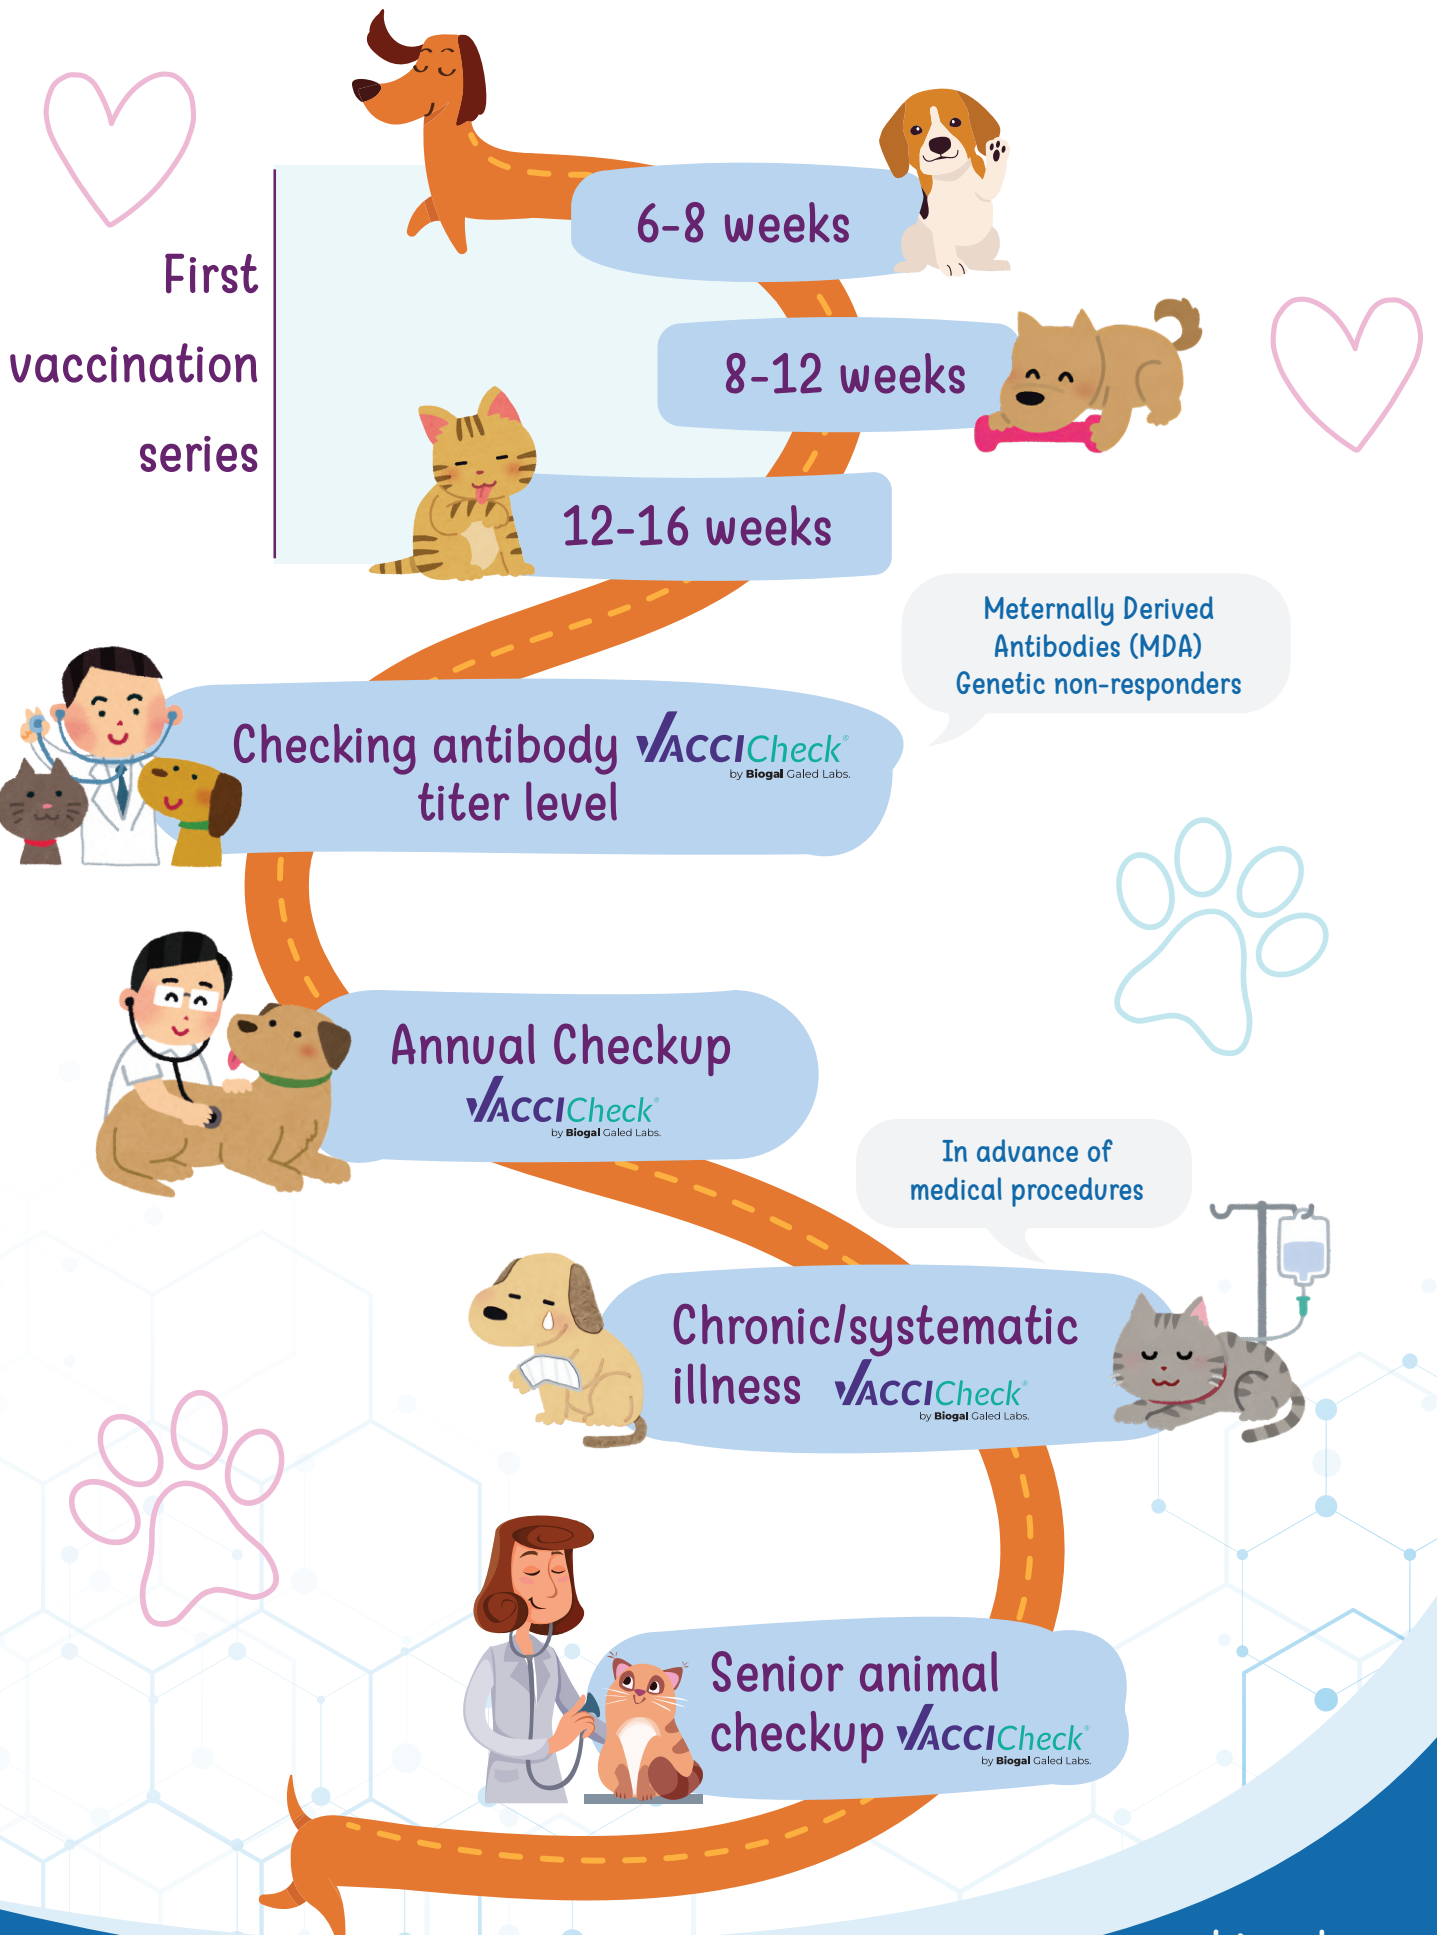 First
vaccination
series
6-8 weeks
8-12 weeks
12-16 weeks
Meternally Derived
Antibodies (MDA)
Genetic non-responders
Checking antibody
titer level
VACCICheck®
by Biogal Galed Labs.
Annual Checkup
VACCICheck®
by Biogal Galed Labs.
In advance of
medical procedures
Chronic/systematic
illness VACCICheck®
by Biogal Galed Labs.
Senior animal
checkup VACCICheck®
by Biogal Galed Labs.